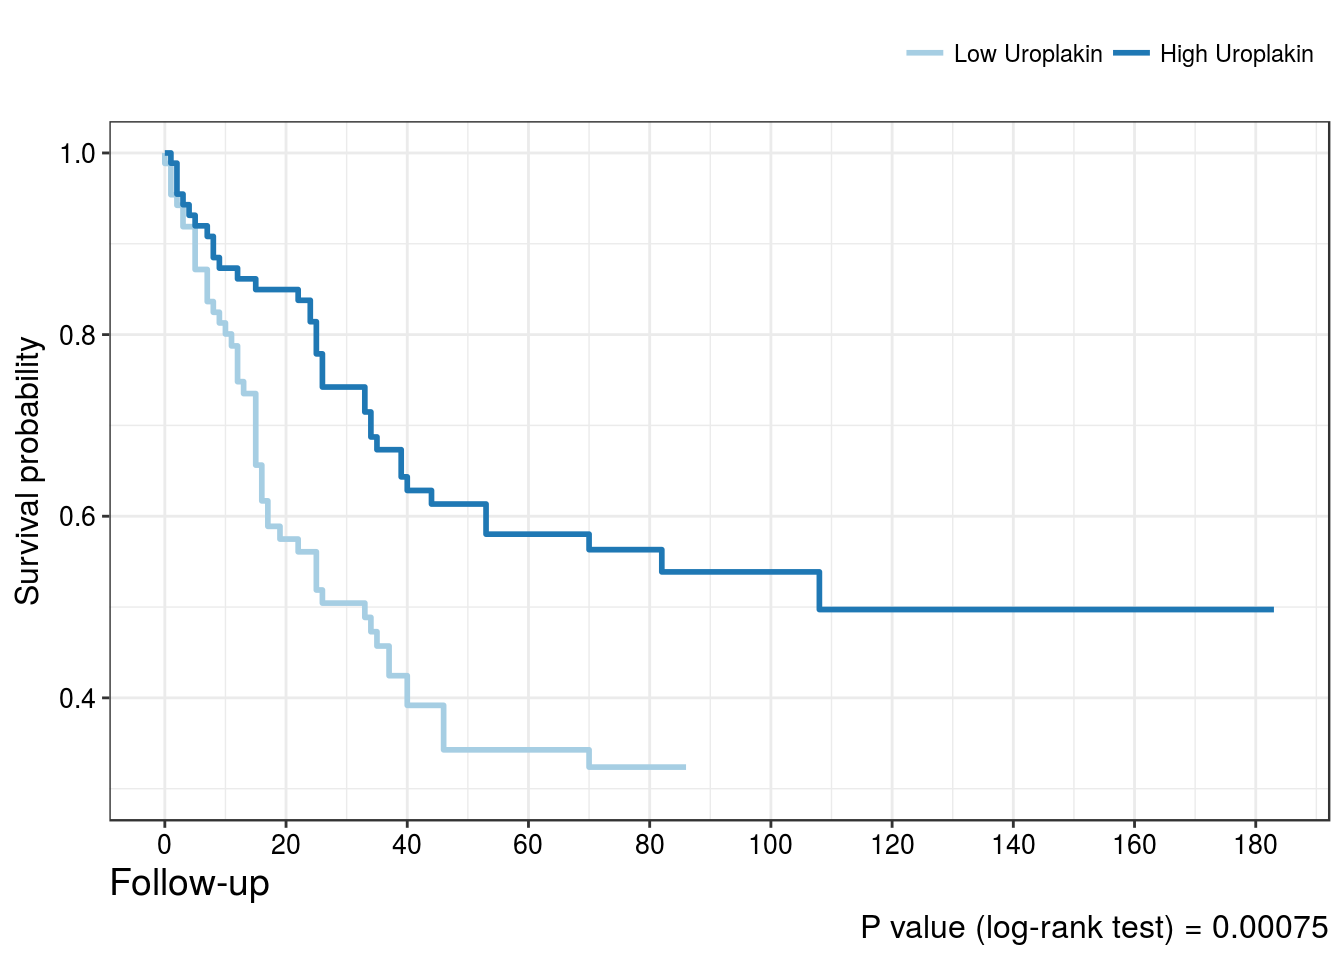 Low Uroplakin High Uroplakin
1.0
0.8
0.6
0.4
Survival probability
0 20 40 60 80 100 120 140 160 180
Follow-up
P value (log-rank test) = 0.00075